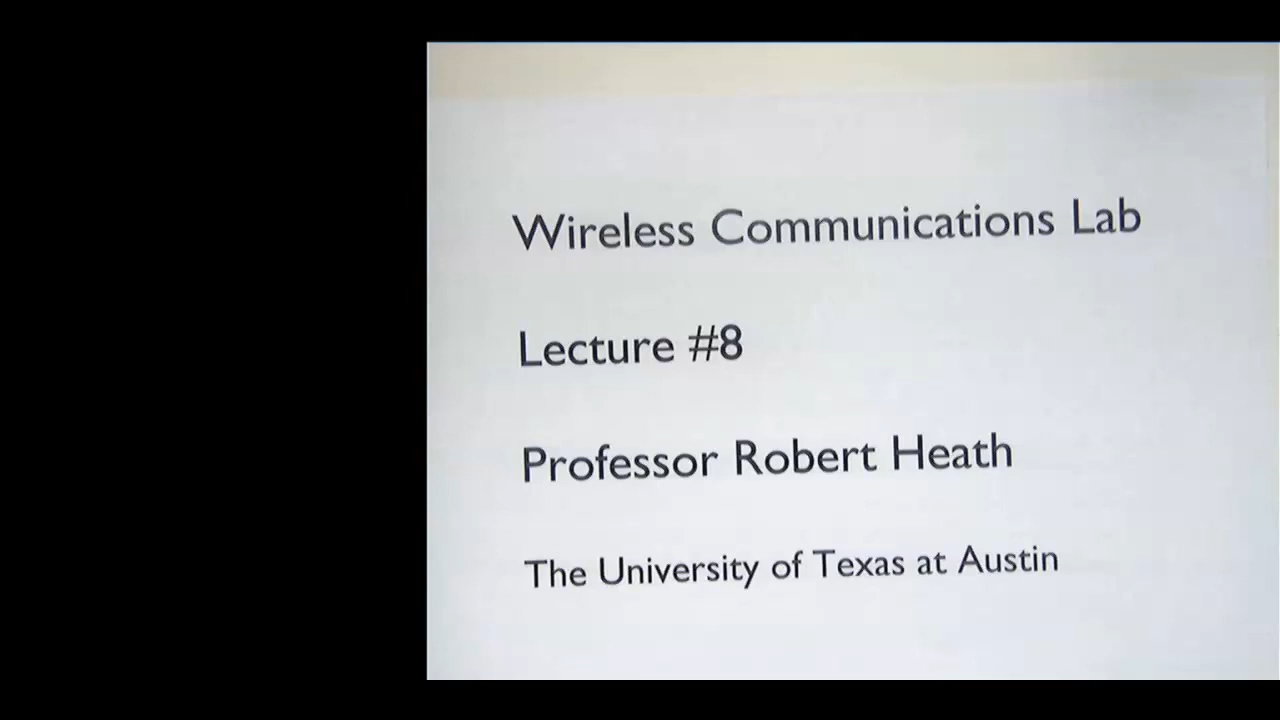 Wireless Communications Lab
Lecture #8
Professor Robert Heath
The University of Texas at Austin